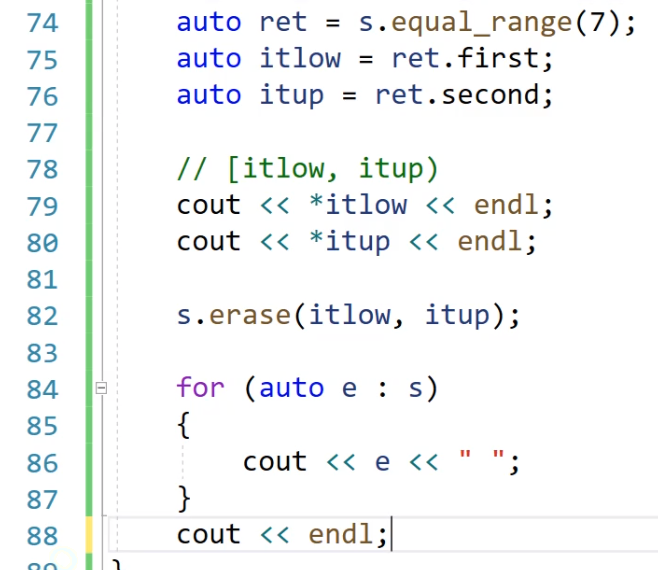 74 auto ret = s.equal_range(7);
75 auto itlow = ret.first;
76 auto itup = ret.second;
77
78 // [itlow, itup)
79 cout << *itlow << endl;
80 cout << *itup << endl;
81
82 s.erase(itlow, itup);
83
84 for (auto e : s)
85 {
86 cout << e << " ";
87 }
88 cout << endl;
89 }